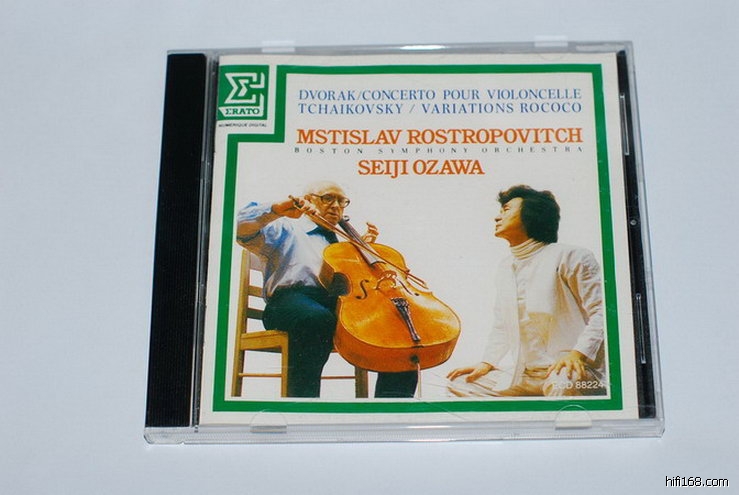 ERATO
NUMERIQUE DIGITAL
DVORAK/CONCERTO POUR VIOLONCELLE
TCHAIKOVSKY / VARIATIONS ROCOCO
MSTISLAV ROSTROPOVITCH
BOSTON SYMPHONY ORCHESTRA
SEIJI OZAWA
ECD 88224
hifi168.com